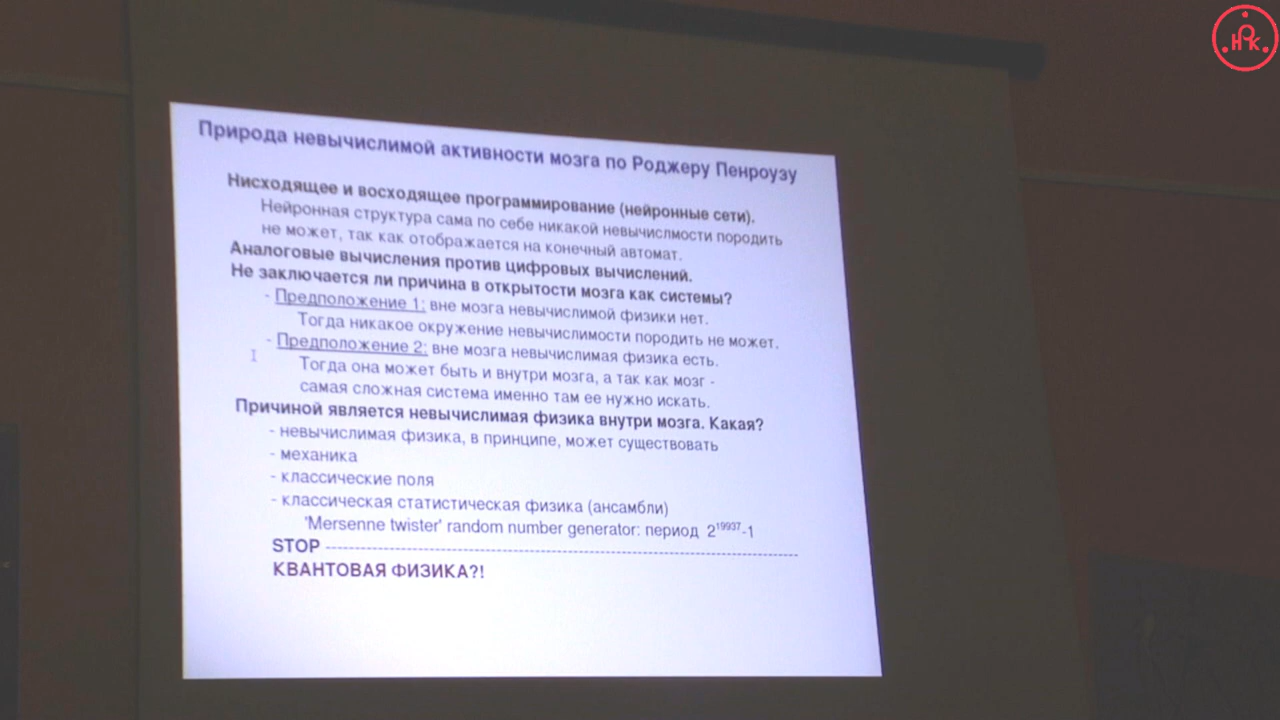 Природа невычислимой активности мозга по Роджеру Пенроузу
Нисходящее и восходящее программирование (нейронные сети).
Нейронная структура сама по себе никакой невычислмости породить
не может, так как отображается на конечный автомат.
Аналоговые вычисления против цифровых вычислений.
Не заключается ли причина в открытости мозга как системы?
- Предположение 1: вне мозга невычислимой физики нет.
Тогда никакое окружение невычислимости породить не может.
- Предположение 2: вне мозга невычислимая физика есть.
Тогда она может быть и внутри мозга, а так как мозг -
самая сложная система именно там ее нужно искать.
Причиной является невычислимая физика внутри мозга. Какая?
- невычислимая физика, в принципе, может существовать
- механика
- классические поля
- классическая статистическая физика (ансамбли)
'Mersenne twister' random number generator: период 2^19937-1
STOP ----------------------------------------------------------------
КВАНТОВАЯ ФИЗИКА?!
НРК